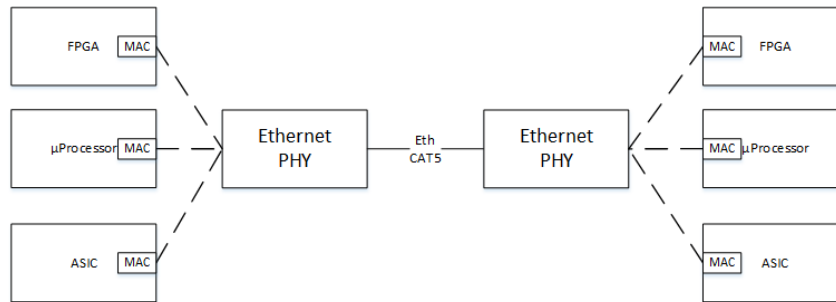 FPGA MAC
MAC FPGA
Ethernet
PHY
Eth
CAT5
Ethernet
PHY
µProcessor MAC
MAC µProcessor
ASIC MAC
MAC ASIC